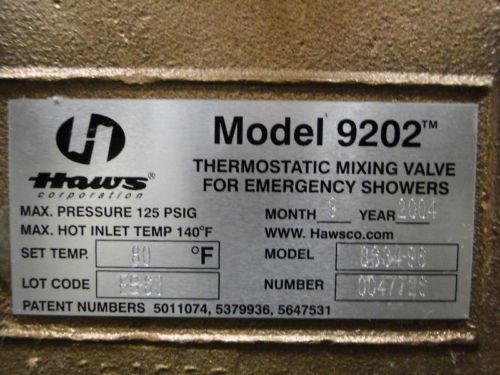 Haws®
corporation
Model 9202™
THERMOSTATIC MIXING VALVE
FOR EMERGENCY SHOWERS
MAX. PRESSURE 125 PSIG
MAX. HOT INLET TEMP 140°F
MONTH YEAR 2004
www.Hawsco.com
SET TEMP. 80 °F
MODEL
LOT CODE
NUMBER
PATENT NUMBERS 5011074, 5379936, 5647531